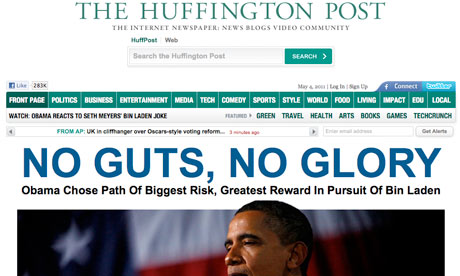 THE HUFFINGTON POST
THE INTERNET NEWSPAPER: NEWS BLOGS VIDEO COMMUNITY
HuffPost Web
Search the Huffington Post SEARCH
Like 283K May 4, 2011 | Log In | Sign Up Connect twitter
FRONT PAGE POLITICS BUSINESS ENTERTAINMENT MEDIA TECH COMEDY SPORTS STYLE WORLD FOOD LIVING IMPACT EDU LOCAL
WATCH: OBAMA REACTS TO SETH MEYERS' BIN LADEN JOKE FEATURED GREEN TRAVEL HEALTH ARTS BOOKS GAMES TECHCRUNCH
FROM AP: UK in cliffhanger over Oscars-style voting reform... 3 minutes ago Enter email address Get Alerts
NO GUTS, NO GLORY
Obama Chose Path Of Biggest Risk, Greatest Reward In Pursuit Of Bin Laden